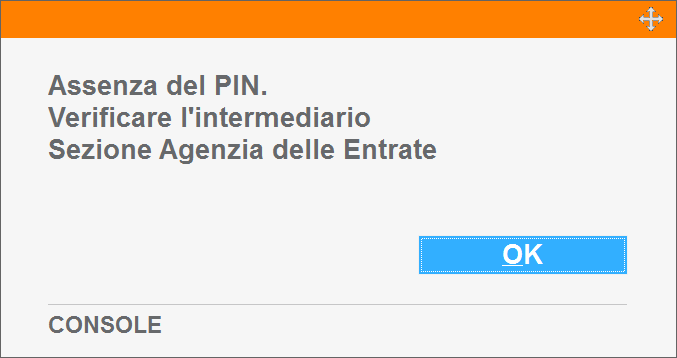 Assenza del PIN.
Verificare l'intermediario
Sezione Agenzia delle Entrate
OK
CONSOLE